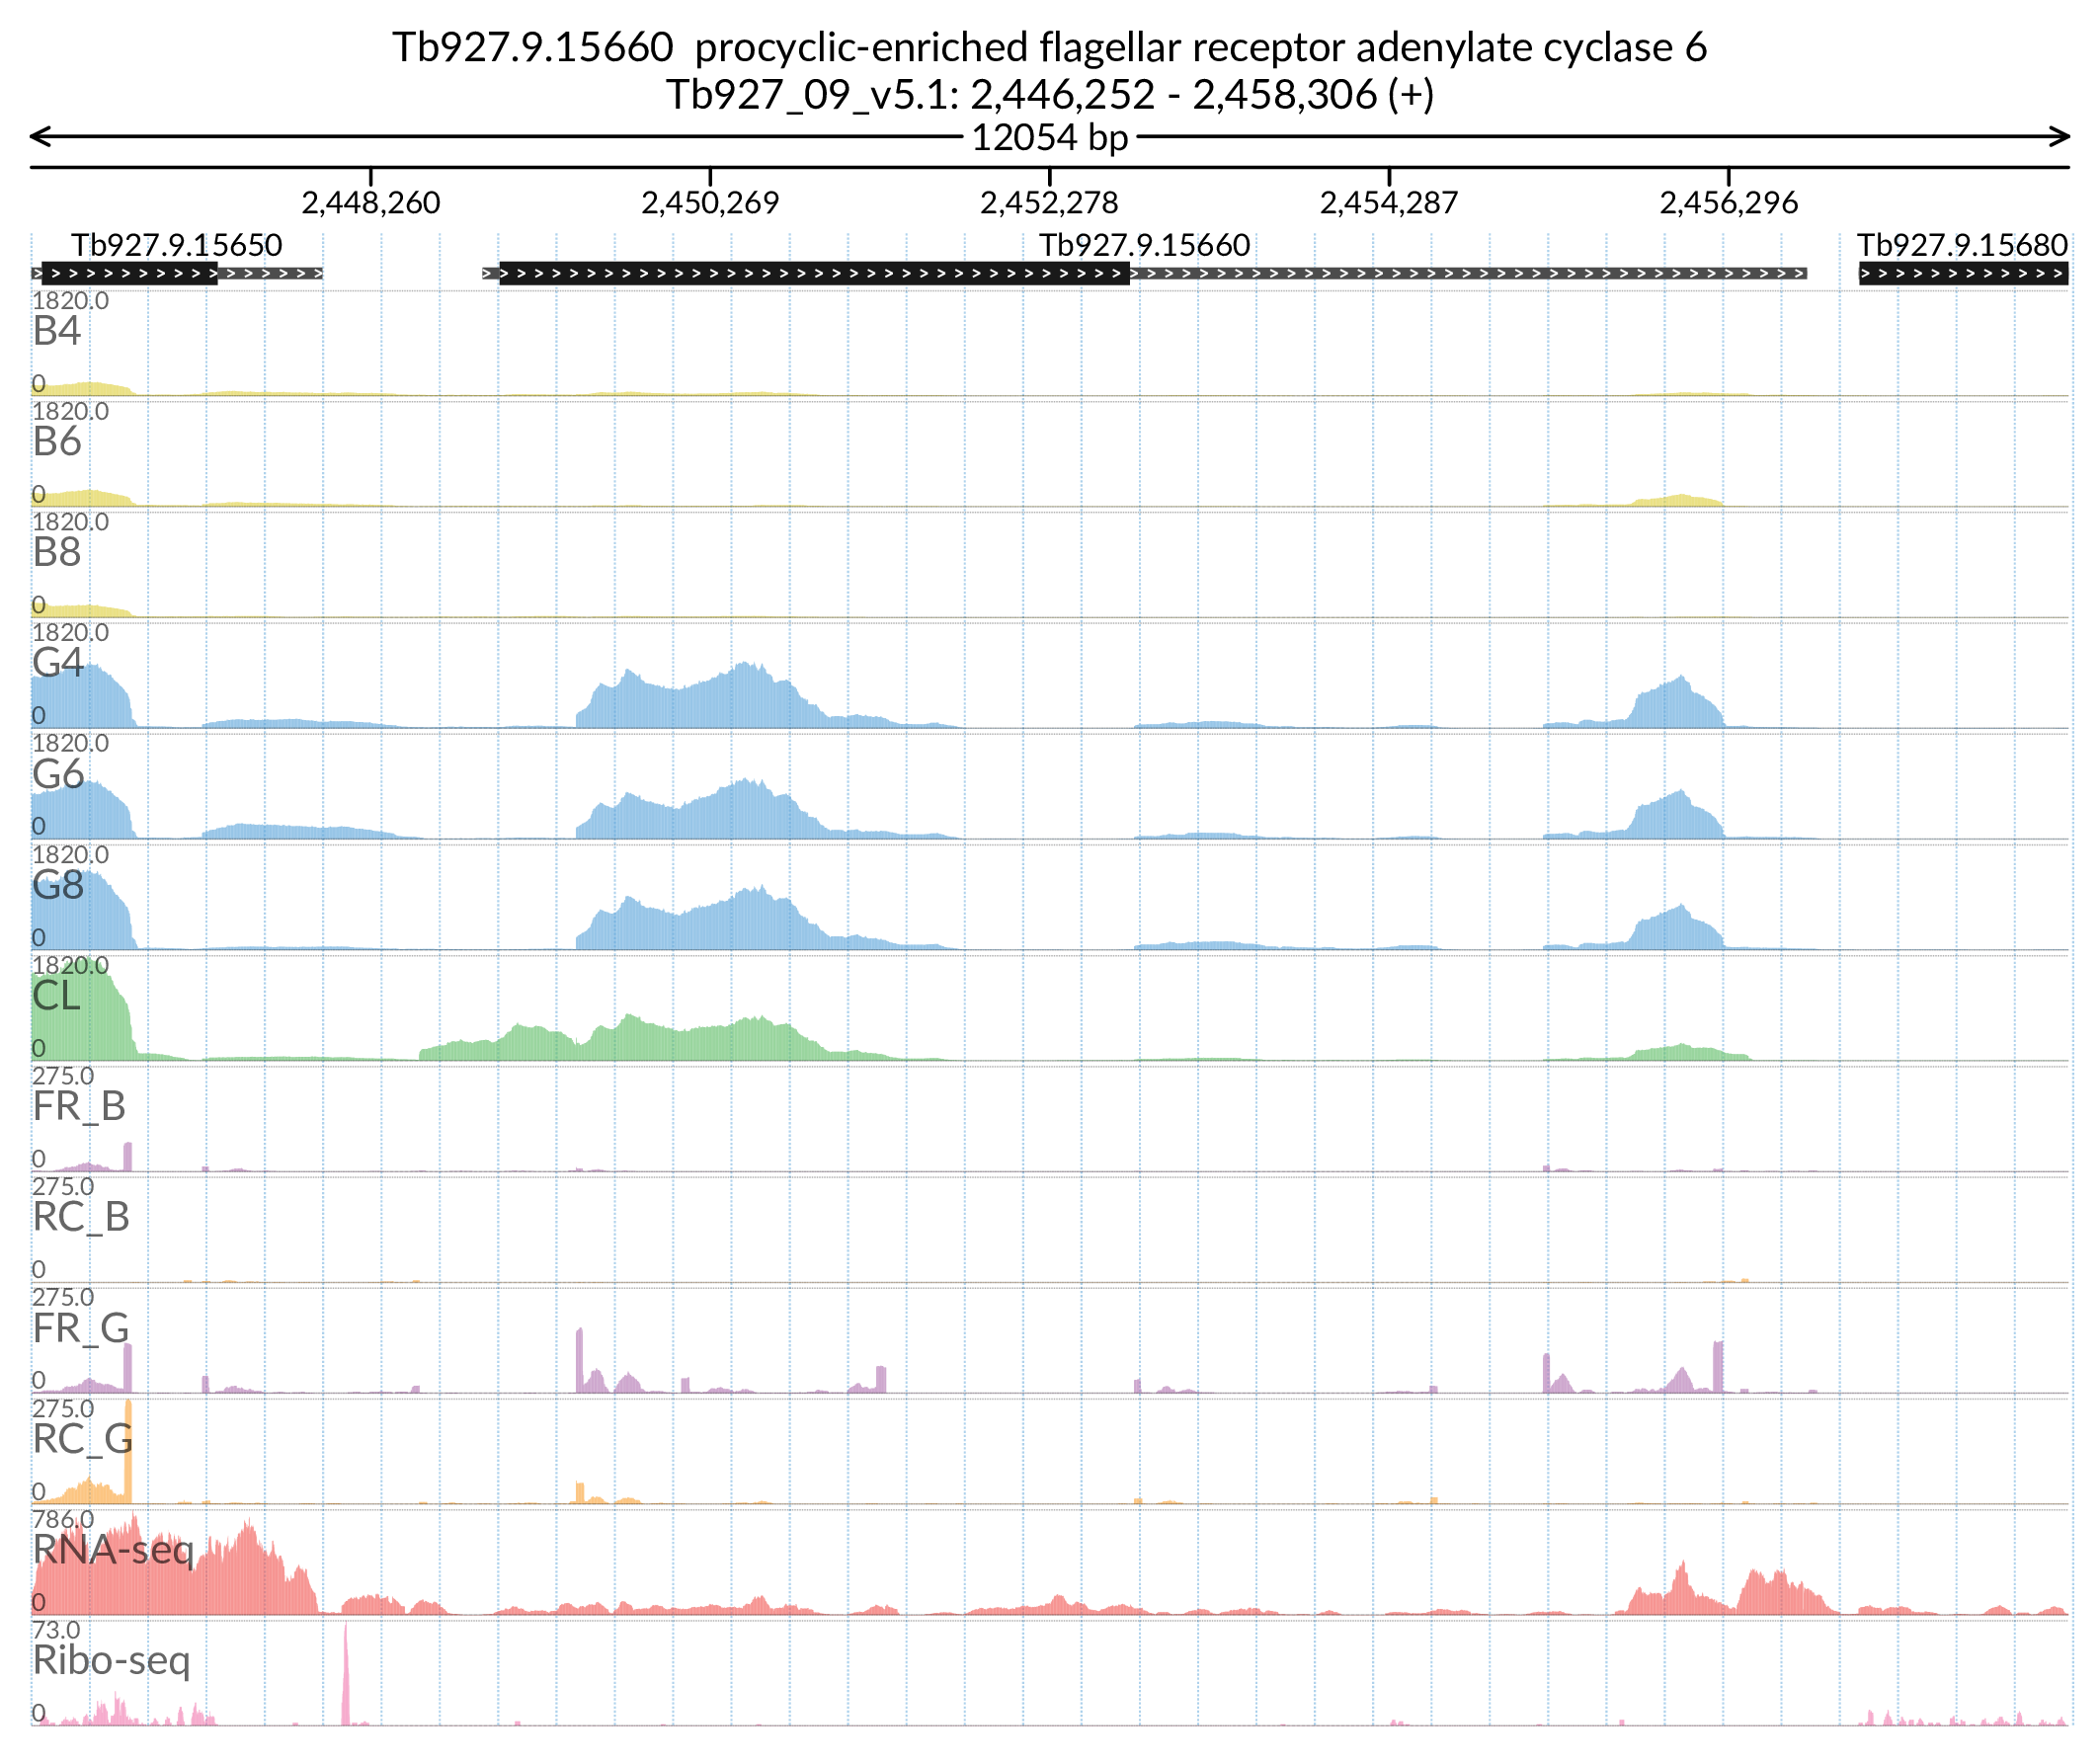 Tb927.9.15660 procyclic-enriched flagellar receptor adenylate cyclase 6
Tb927_09_v5.1: 2,446,252 - 2,458,306 (+)
12054 bp
2,448,260 2,450,269 2,452,278 2,454,287 2,456,296
Tb927.9.15650 Tb927.9.15660 Tb927.9.15680
1820.0
B4
0
1820.0
B6
0
1820.0
B8
0
1820.0
G4
0
1820.0
G6
0
1820.0
G8
0
1820.0
CL
0
275.0
FR_B
0
275.0
RC_B
0
275.0
FR_G
0
275.0
RC_G
0
786.0
RNA-seq
0
73.0
Ribo-seq
0